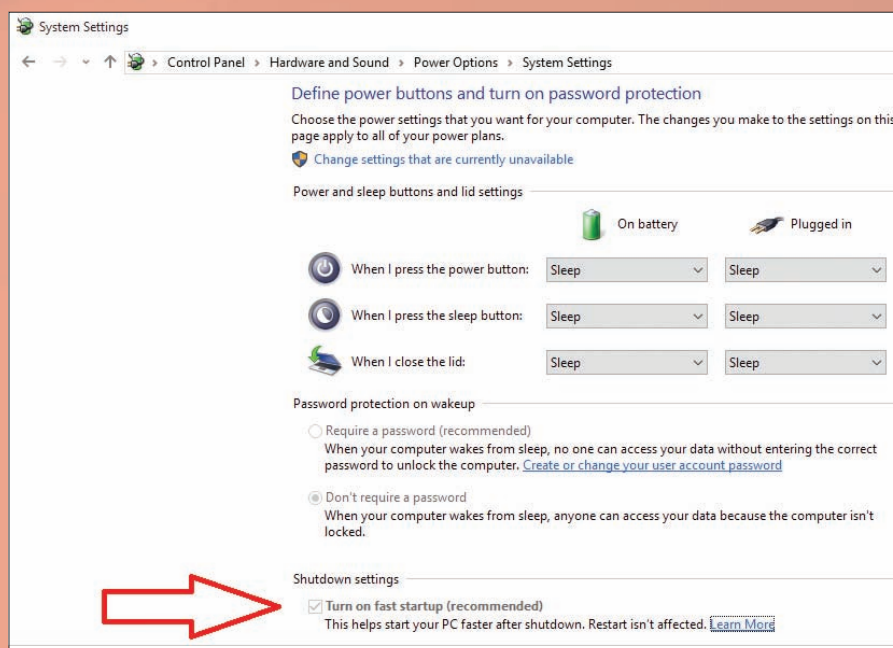 System Settings
Control Panel > Hardware and Sound > Power Options > System Settings
Define power buttons and turn on password protection
Choose the power settings that you want for your computer. The changes you make to the settings on this
page apply to all of your power plans.
Change settings that are currently unavailable
Power and sleep buttons and lid settings
On battery Plugged in
When I press the power button: Sleep Sleep
When I press the sleep button: Sleep Sleep
When I close the lid: Sleep Sleep
Password protection on wakeup
Require a password (recommended)
When your computer wakes from sleep, no one can access your data without entering the correct
password to unlock the computer. Create or change your user account password
Don't require a password
When your computer wakes from sleep, anyone can access your data because the computer isn't
locked.
Shutdown settings
Turn on fast startup (recommended)
This helps start your PC faster after shutdown. Restart isn't affected. Learn More